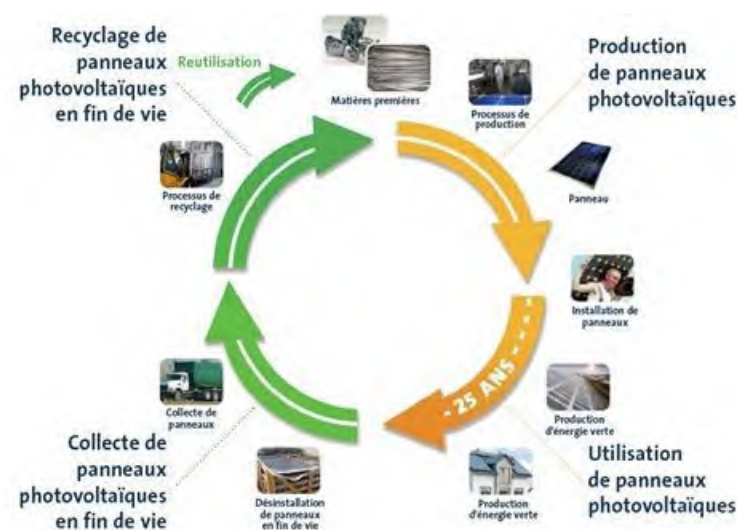 Recyclage de
panneaux
photovoltaïques
en fin de vie
Reutilisation
Matières premières
Processus de
production
Production
de panneaux
photovoltaïques
Panneau
Processus de
recyclage
Installation de
panneaux
- 25 ANS - - - -
Production
d'énergie verte
Collecte de
panneaux
Utilisation
de panneaux
photovoltaïques
Production
d'énergie verte
Désinstallation
de panneaux
en fin de vie
Collecte de
panneaux
photovoltaïques
en fin de vie